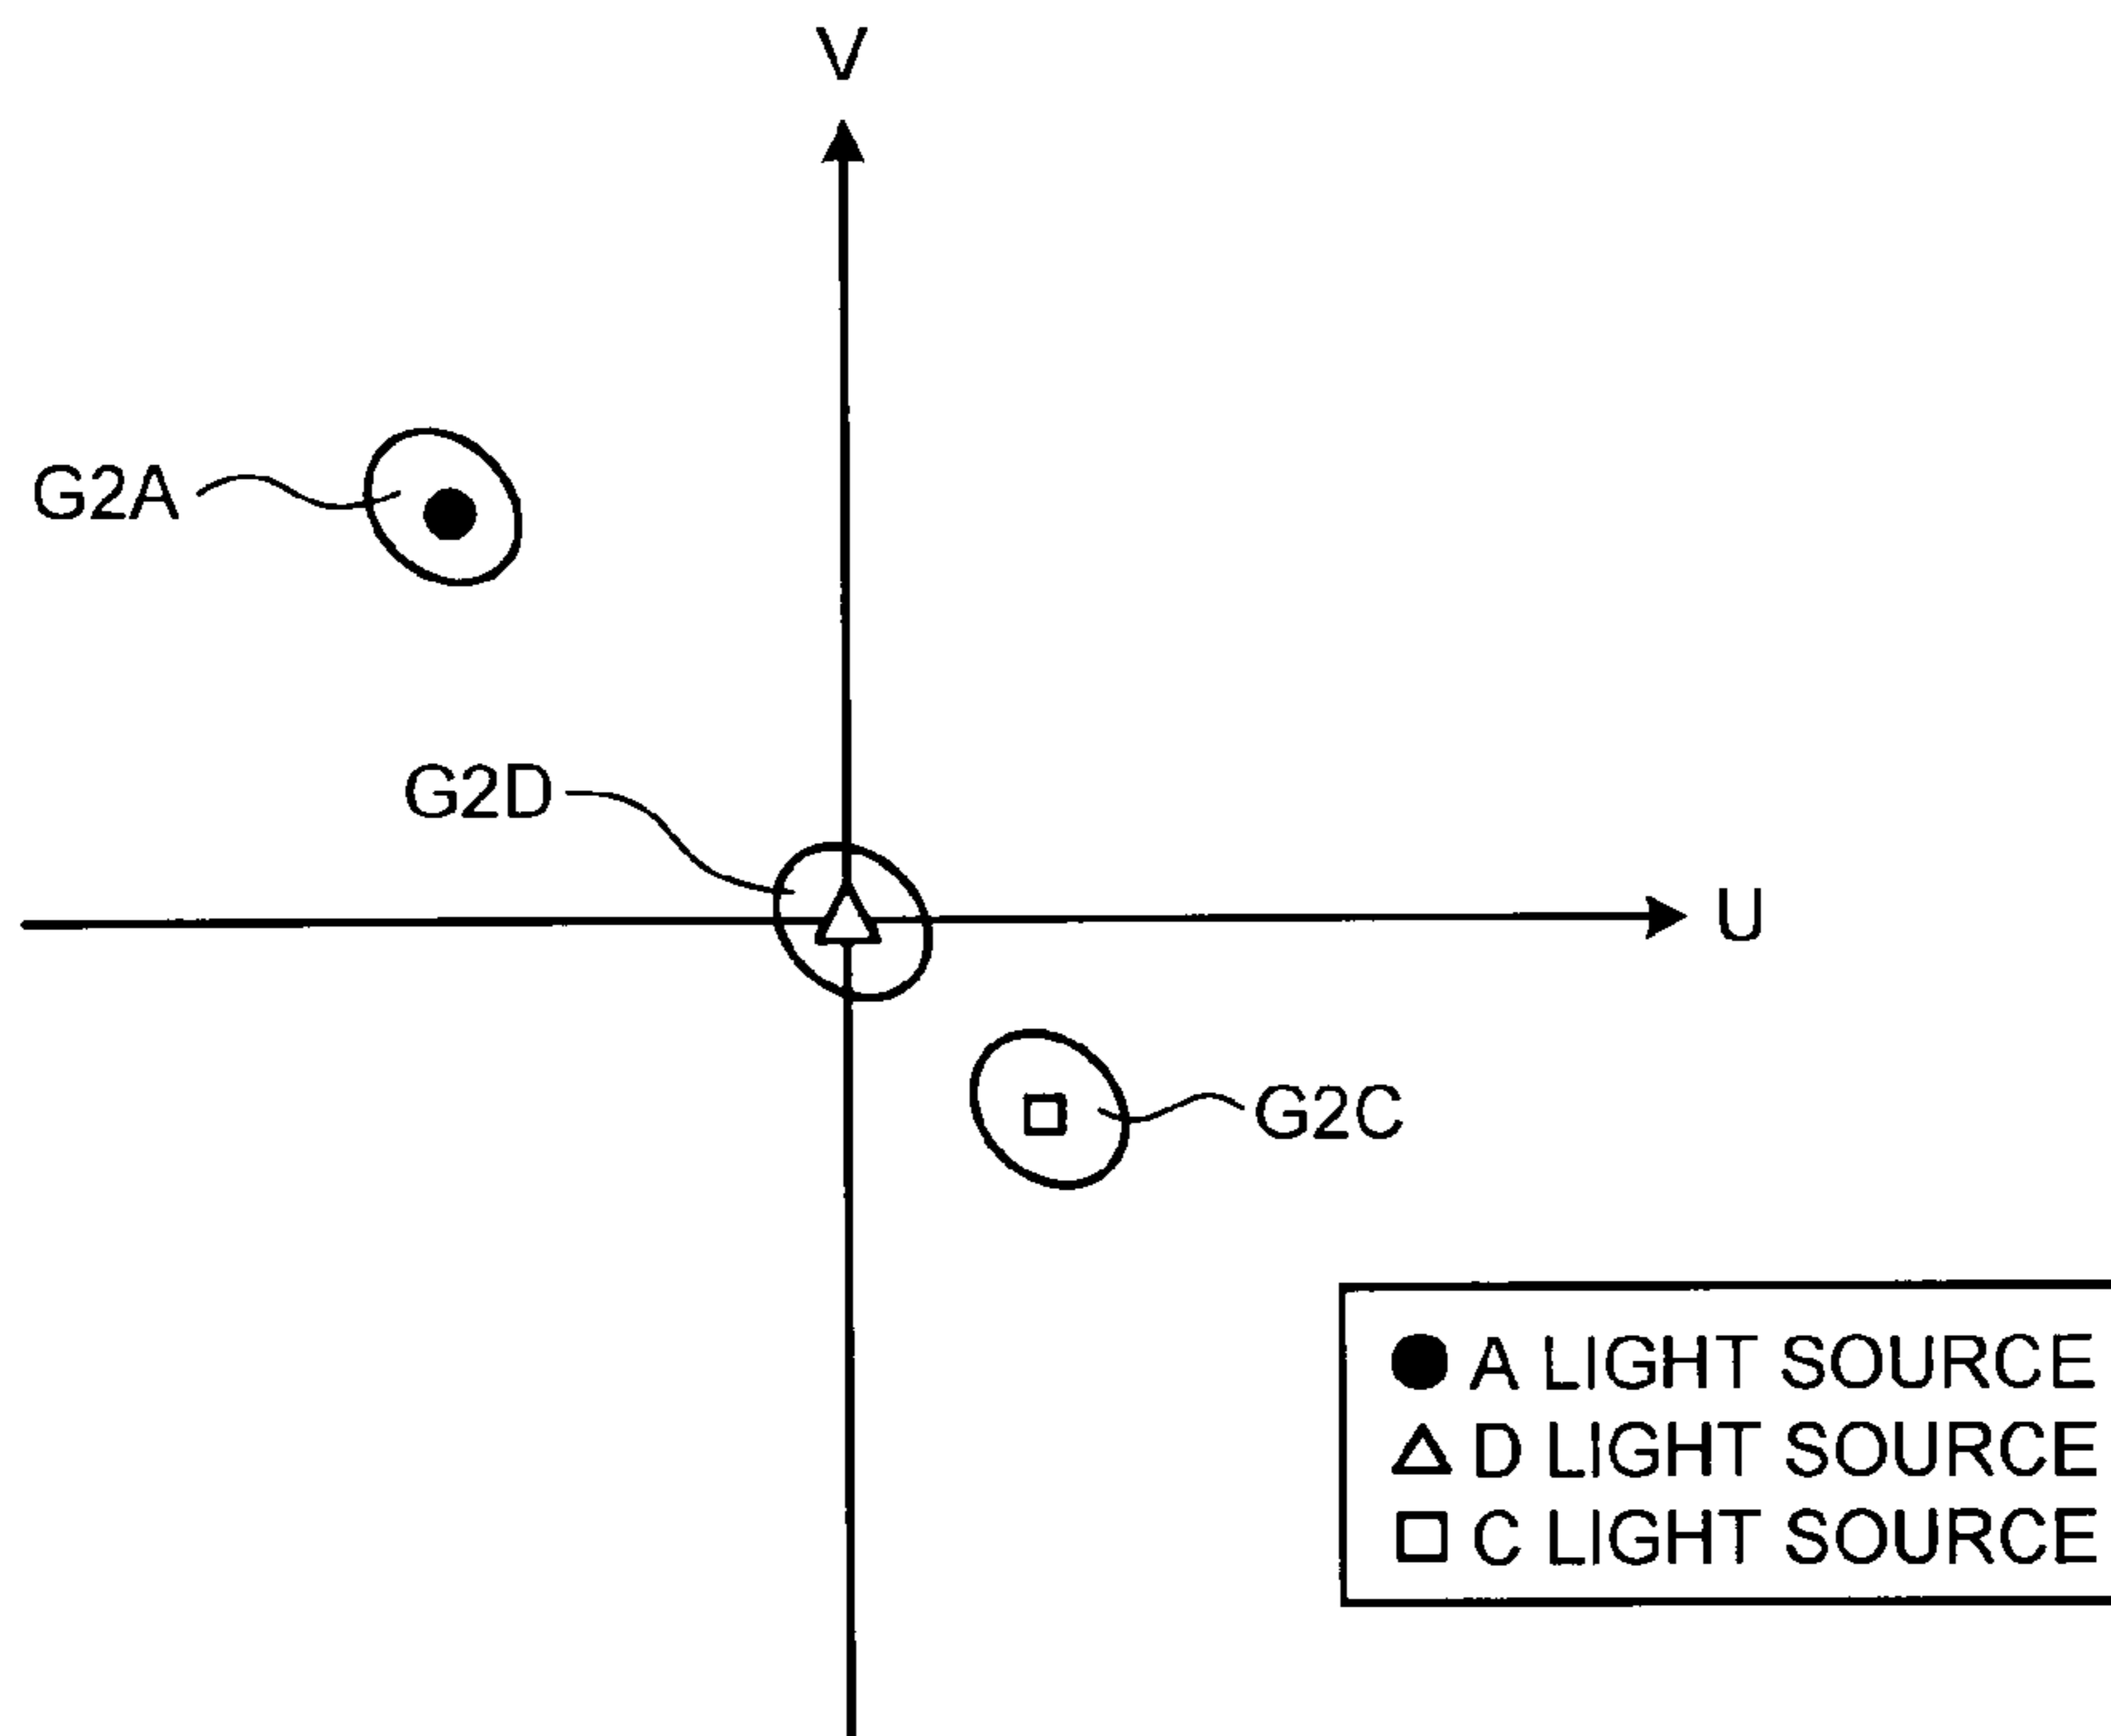 V
G2A
G2D
U
G2C
A LIGHT SOURCE
D LIGHT SOURCE
C LIGHT SOURCE